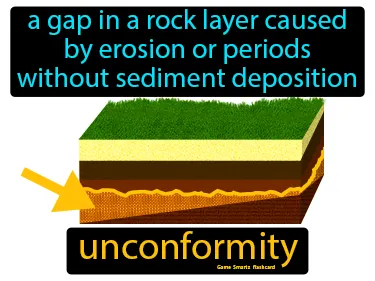 a gap in a rock layer caused
by erosion or periods
without sediment deposition
unconformity
Game Smartz flashcard